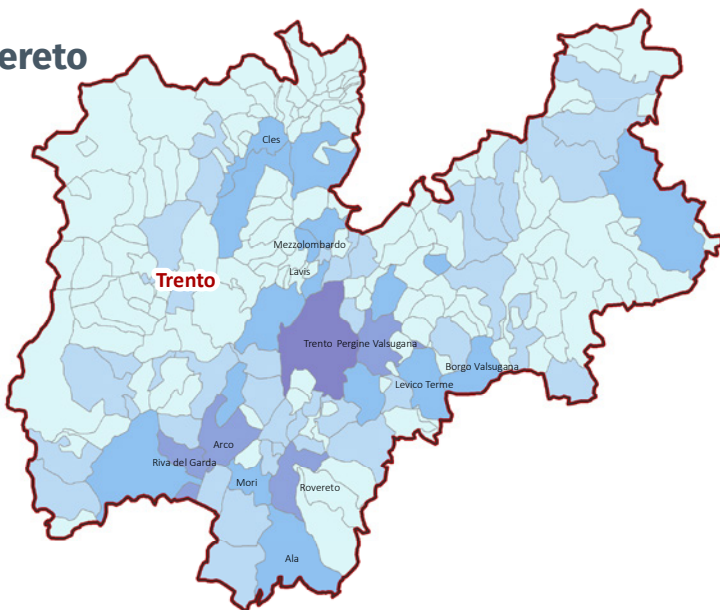 ereto
Cles
Mezzolombardo
Lavis
Trento
Trento Pergine Valsugana
Borgo Valsugana
Levico Terme
Arco
Riva del Garda
Mori
Rovereto
Ala